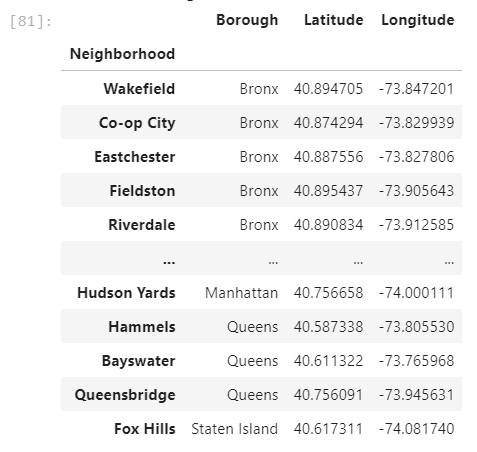 [81]:
Borough Latitude Longitude
Neighborhood
Wakefield Bronx 40.894705 -73.847201
Co-op City Bronx 40.874294 -73.829939
Eastchester Bronx 40.887556 -73.827806
Fieldston Bronx 40.895437 -73.905643
Riverdale Bronx 40.890834 -73.912585
... ... ... ...
Hudson Yards Manhattan 40.756658 -74.000111
Hammels Queens 40.587338 -73.805530
Bayswater Queens 40.611322 -73.765968
Queensbridge Queens 40.756091 -73.945631
Fox Hills Staten Island 40.617311 -74.081740